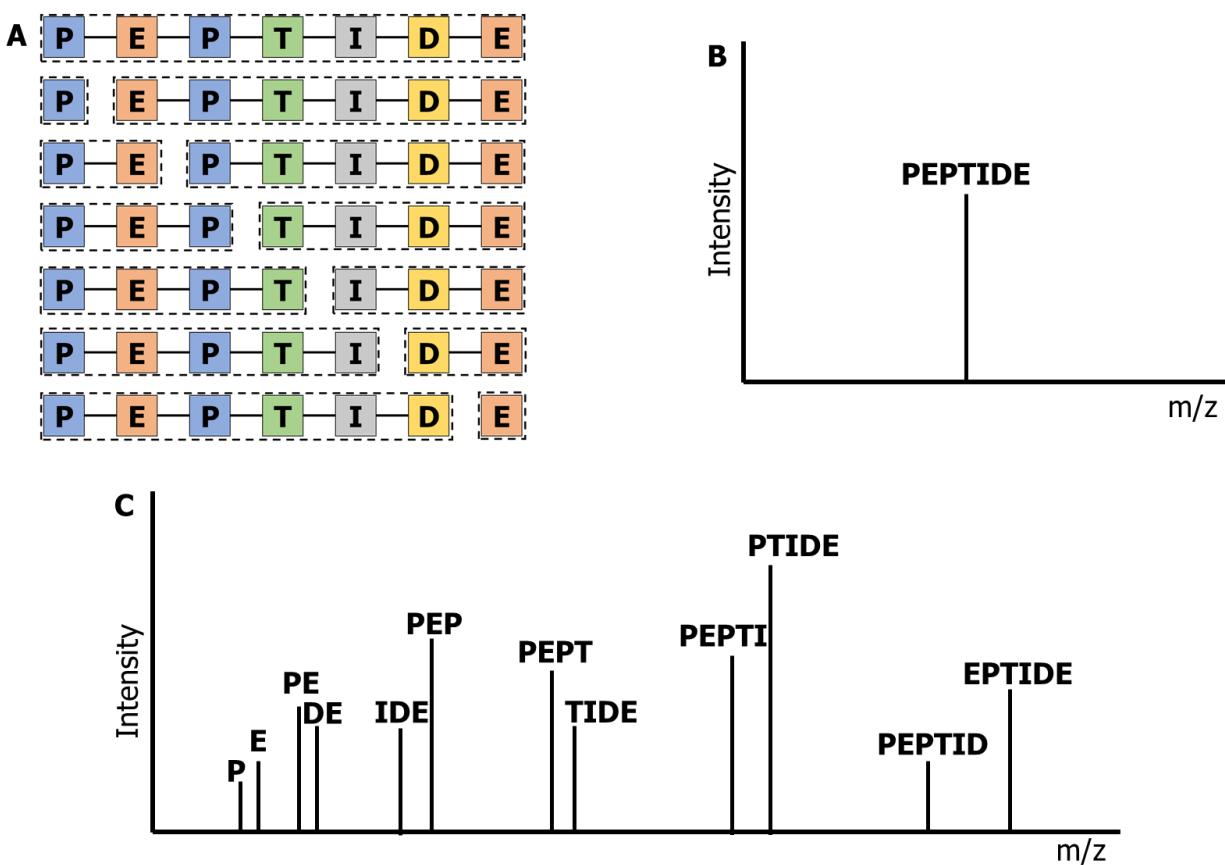 A
P E P T I D E
P E P T I D E
P E P T I D E
P E P T I D E
P E P T I D E
P E P T I D E
P E P T I D E
B
Intensity
PEPTIDE
m/z
C
Intensity
P
E
PE
DE
IDE
PEP
PEPT
TIDE
PEPTI
PTIDE
PEPTID
EPTIDE
m/z